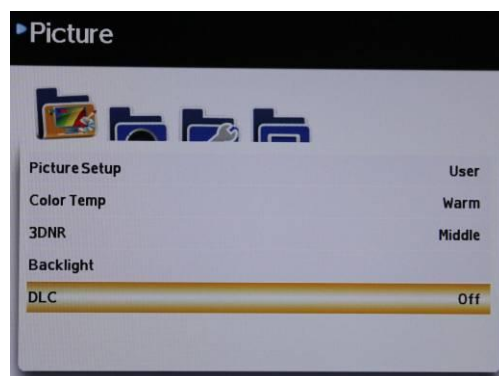 Picture
Picture Setup User
Color Temp Warm
3DNR Middle
Backlight
DLC Off